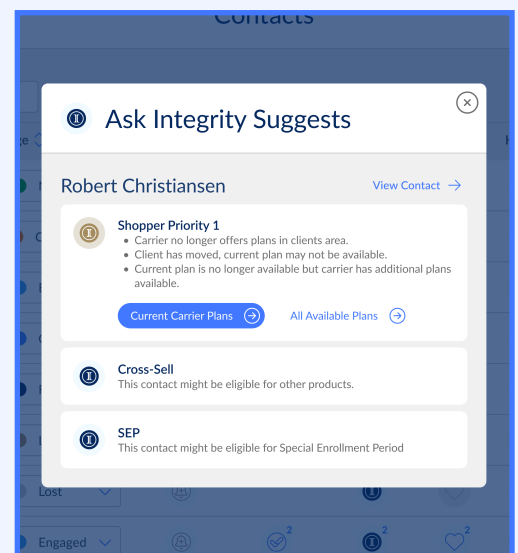 Contacts
Ask Integrity Suggests
Robert Christiansen
View Contact
Shopper Priority 1
• Carrier no longer offers plans in clients area.
• Client has moved, current plan may not be available.
• Current plan is no longer available but carrier has additional plans
available.
Current Carrier Plans
All Available Plans
Cross-Sell
This contact might be eligible for other products.
SEP
This contact might be eligible for Special Enrollment Period
Lost
Engaged
2
2
2